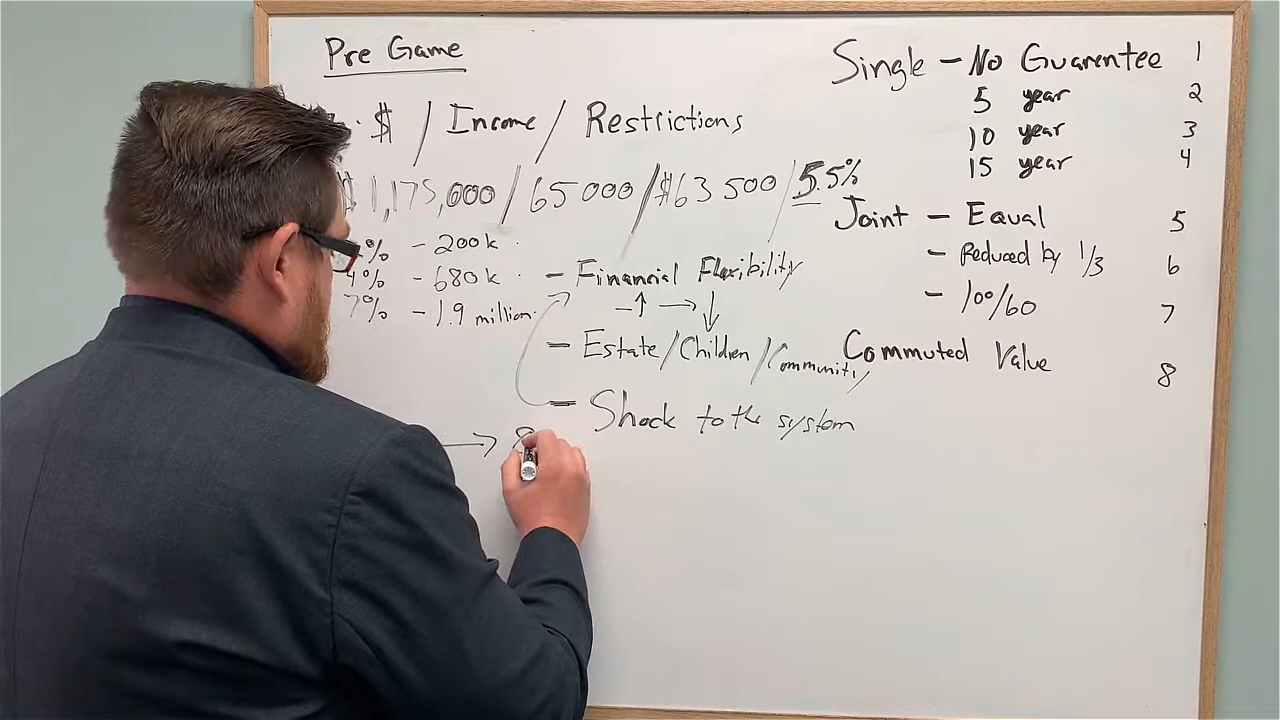 Pre Game
$ / Income / Restrictions
$ 1,175,000 / 65000 / $63 500 / 5.5%
% - 200k
4% - 680k
7% - 1.9 million
- Financial Flexibility
- ↑ → ↓
- Estate / Children / Community
- Shock to the system
→ 8
Single - No Guarentee 1
5 year 2
10 year 3
15 year 4
Joint - Equal 5
- Reduced by 1/3 6
- 100/60 7
Commuted Value 8